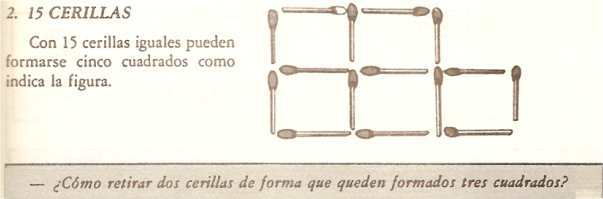 2. 15 CERILLAS
Con 15 cerillas iguales pueden
formarse cinco cuadrados como
indica la figura.
— ¿Cómo retirar dos cerillas de forma que queden formados tres cuadrados?